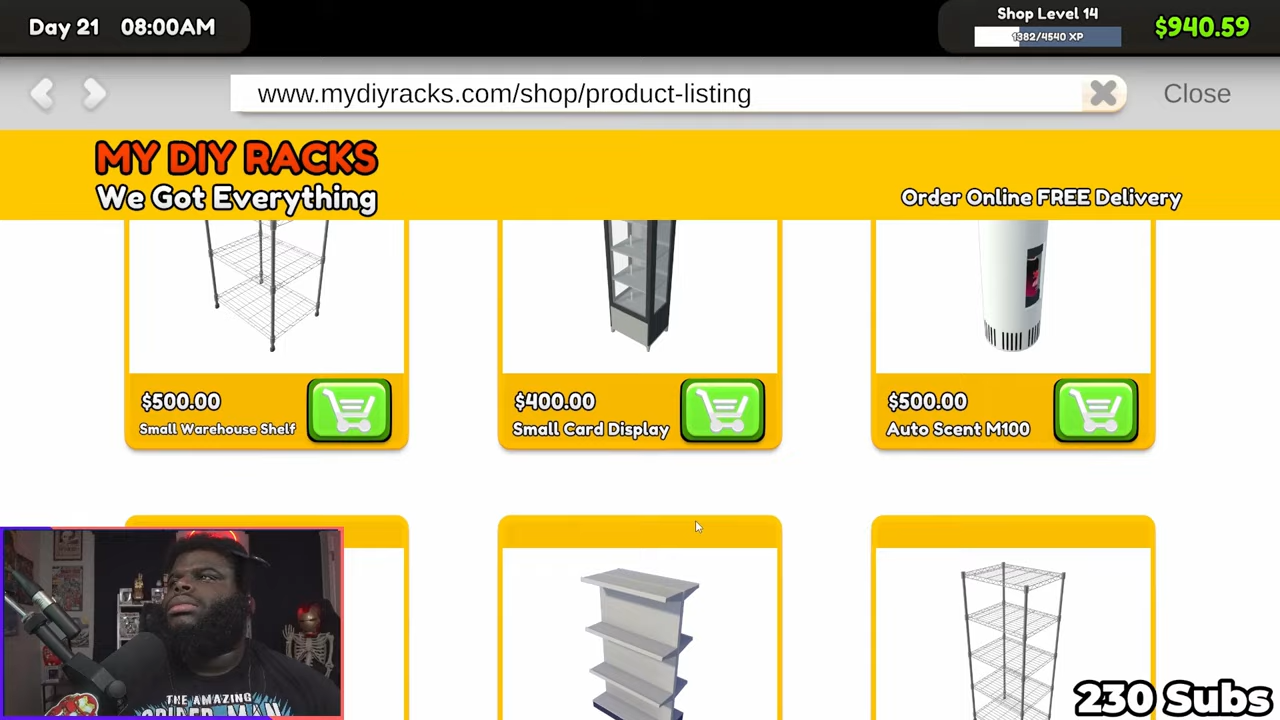 Day 21 08:00AM
Shop Level 14
1382/4540 XP
$940.59
www.mydiyracks.com/shop/product-listing
Close
MY DIY RACKS
We Got Everything
Order Online FREE Delivery
$500.00
Small Warehouse Shelf
$400.00
Small Card Display
$500.00
Auto Scent M100
THE AMAZING
SPIDER-MAN
230 Subs